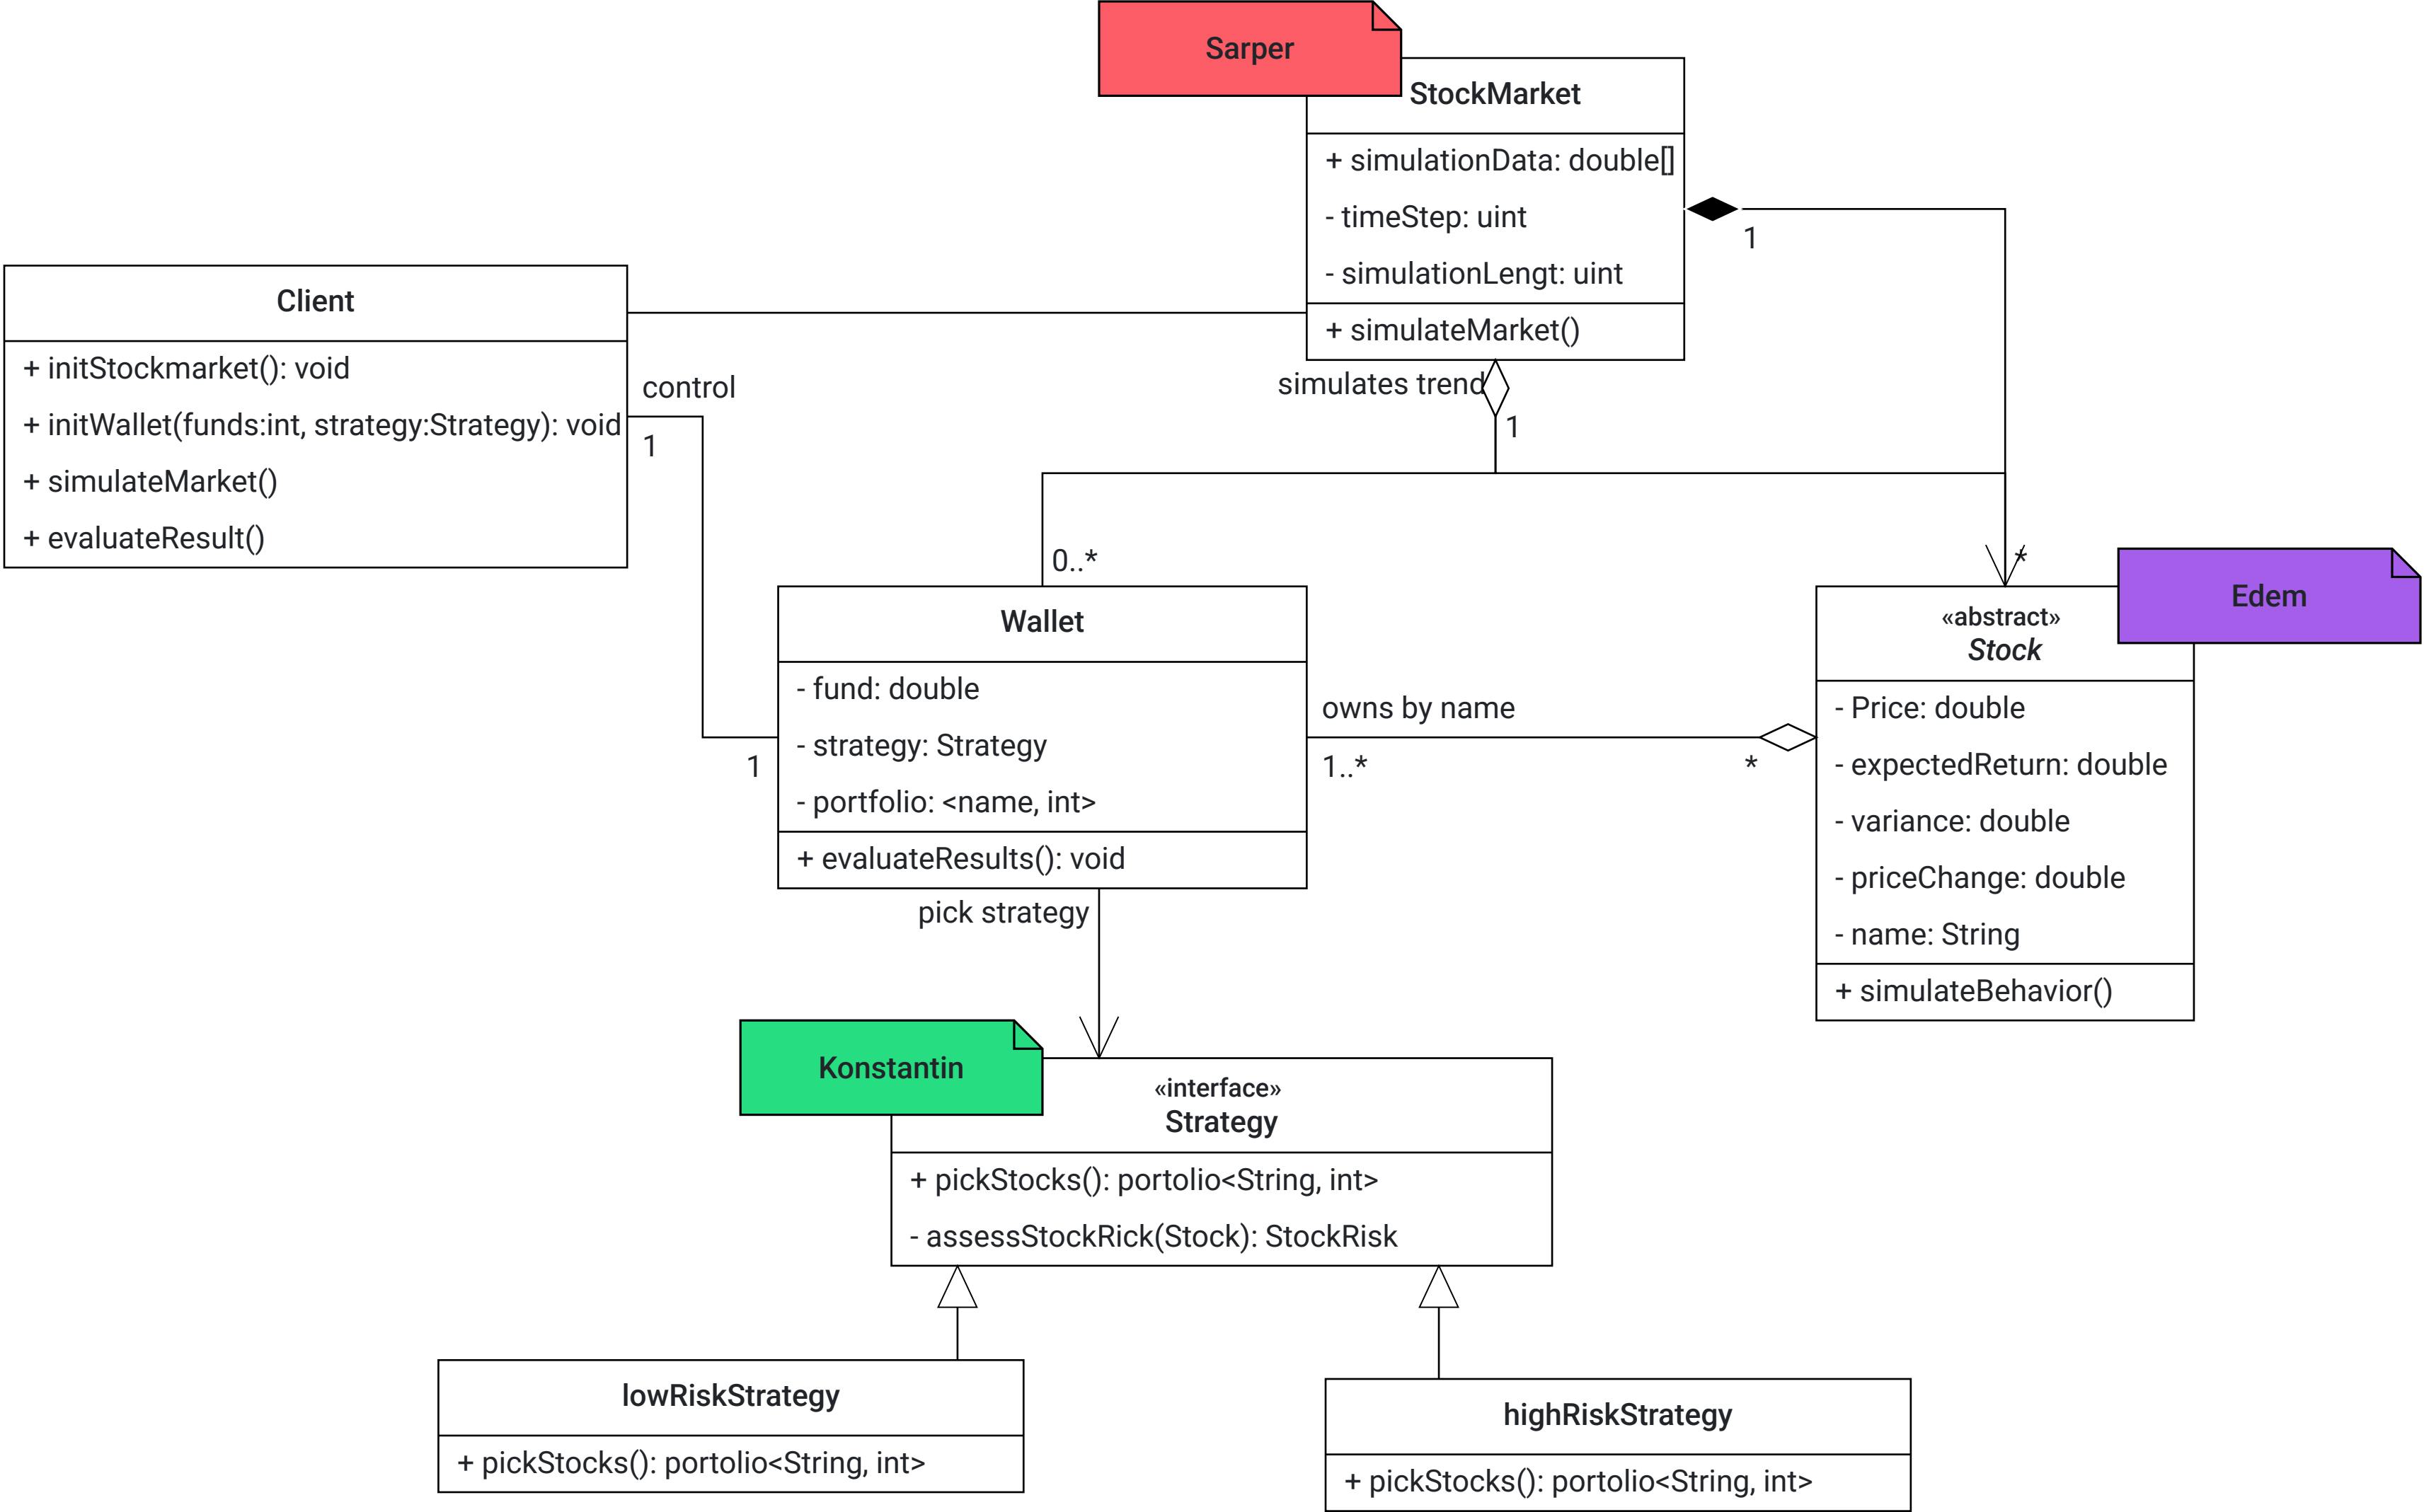 Sarper
StockMarket
+ simulationData: double[]
- timeStep: uint
- simulationLengt: uint
+ simulateMarket()
1
simulates trend
1
Client
+ initStockmarket(): void
+ initWallet(funds:int, strategy:Strategy): void
+ simulateMarket()
+ evaluateResult()
control
1
1
0..*
*
Wallet
- fund: double
- strategy: Strategy
- portfolio: <name, int>
+ evaluateResults(): void
owns by name
1..*
*
Edem
«abstract»
Stock
- Price: double
- expectedReturn: double
- variance: double
- priceChange: double
- name: String
+ simulateBehavior()
pick strategy
Konstantin
«interface»
Strategy
+ pickStocks(): portolio<String, int>
- assessStockRick(Stock): StockRisk
lowRiskStrategy
+ pickStocks(): portolio<String, int>
highRiskStrategy
+ pickStocks(): portolio<String, int>